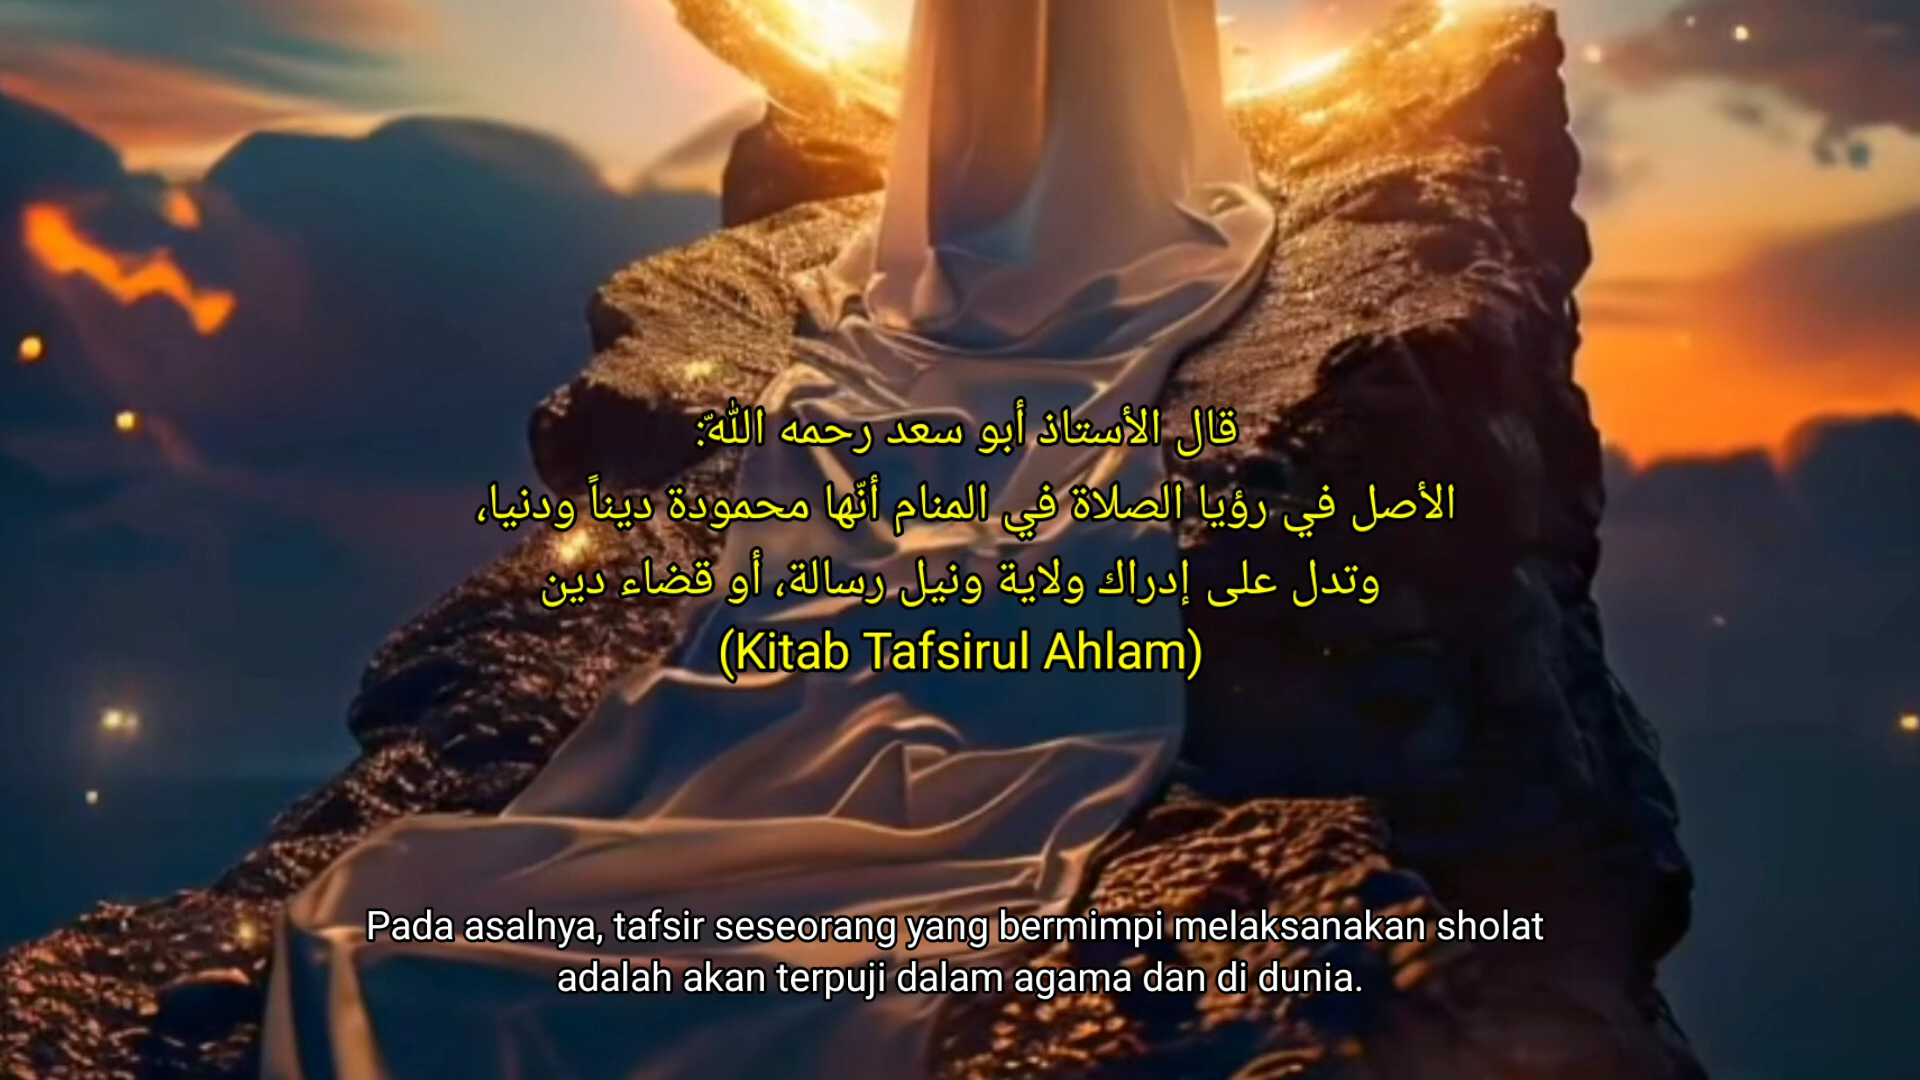 قال الأستاذ أبو سعد رحمه اللهّ:
الأصل في رؤيا الصلاة في المنام أنّها محمودة ديناً ودنيا،
وتدل على إدراك ولاية ونيل رسالة، أو قضاء دين
(Kitab Tafsirul Ahlam)
Pada asalnya, tafsir seseorang yang bermimpi melaksanakan sholat
adalah akan terpuji dalam agama dan di dunia.